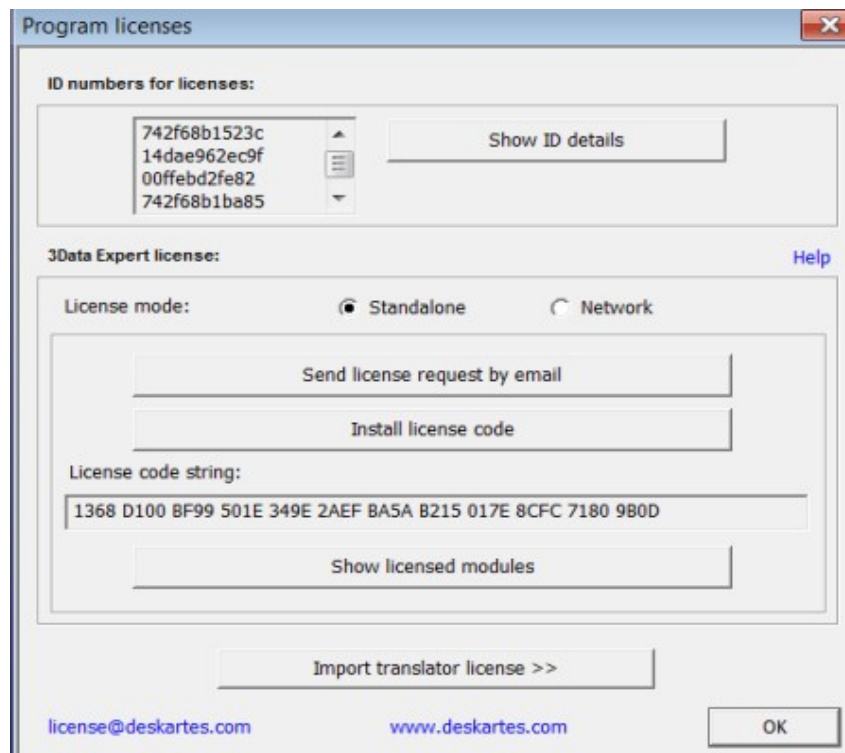 Program licenses
ID numbers for licenses:
742f68b1523c
14dae962ec9f
00ffebd2fe82
742f68b1ba85
Show ID details
3Data Expert license:
Help
License mode:
Standalone
Network
Send license request by email
Install license code
License code string:
1368 D100 BF99 501E 349E 2AEF BA5A B215 017E 8CFC 7180 9B0D
Show licensed modules
Import translator license >>
license@deskartes.com
www.deskartes.com
OK